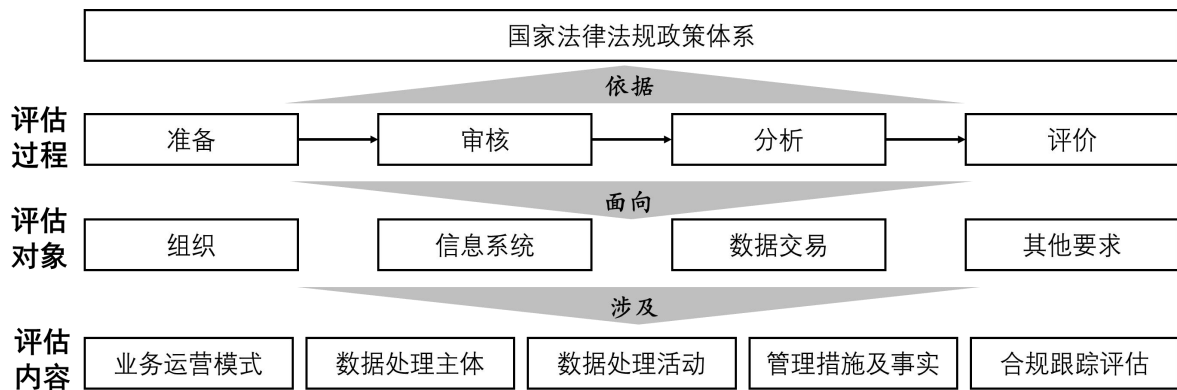 国家法律法规政策体系
依据
评估
过程
准备
审核
分析
评价
面向
评估
对象
组织
信息系统
数据交易
其他要求
涉及
评估
内容
业务运营模式
数据处理主体
数据处理活动
管理措施及事实
合规跟踪评估